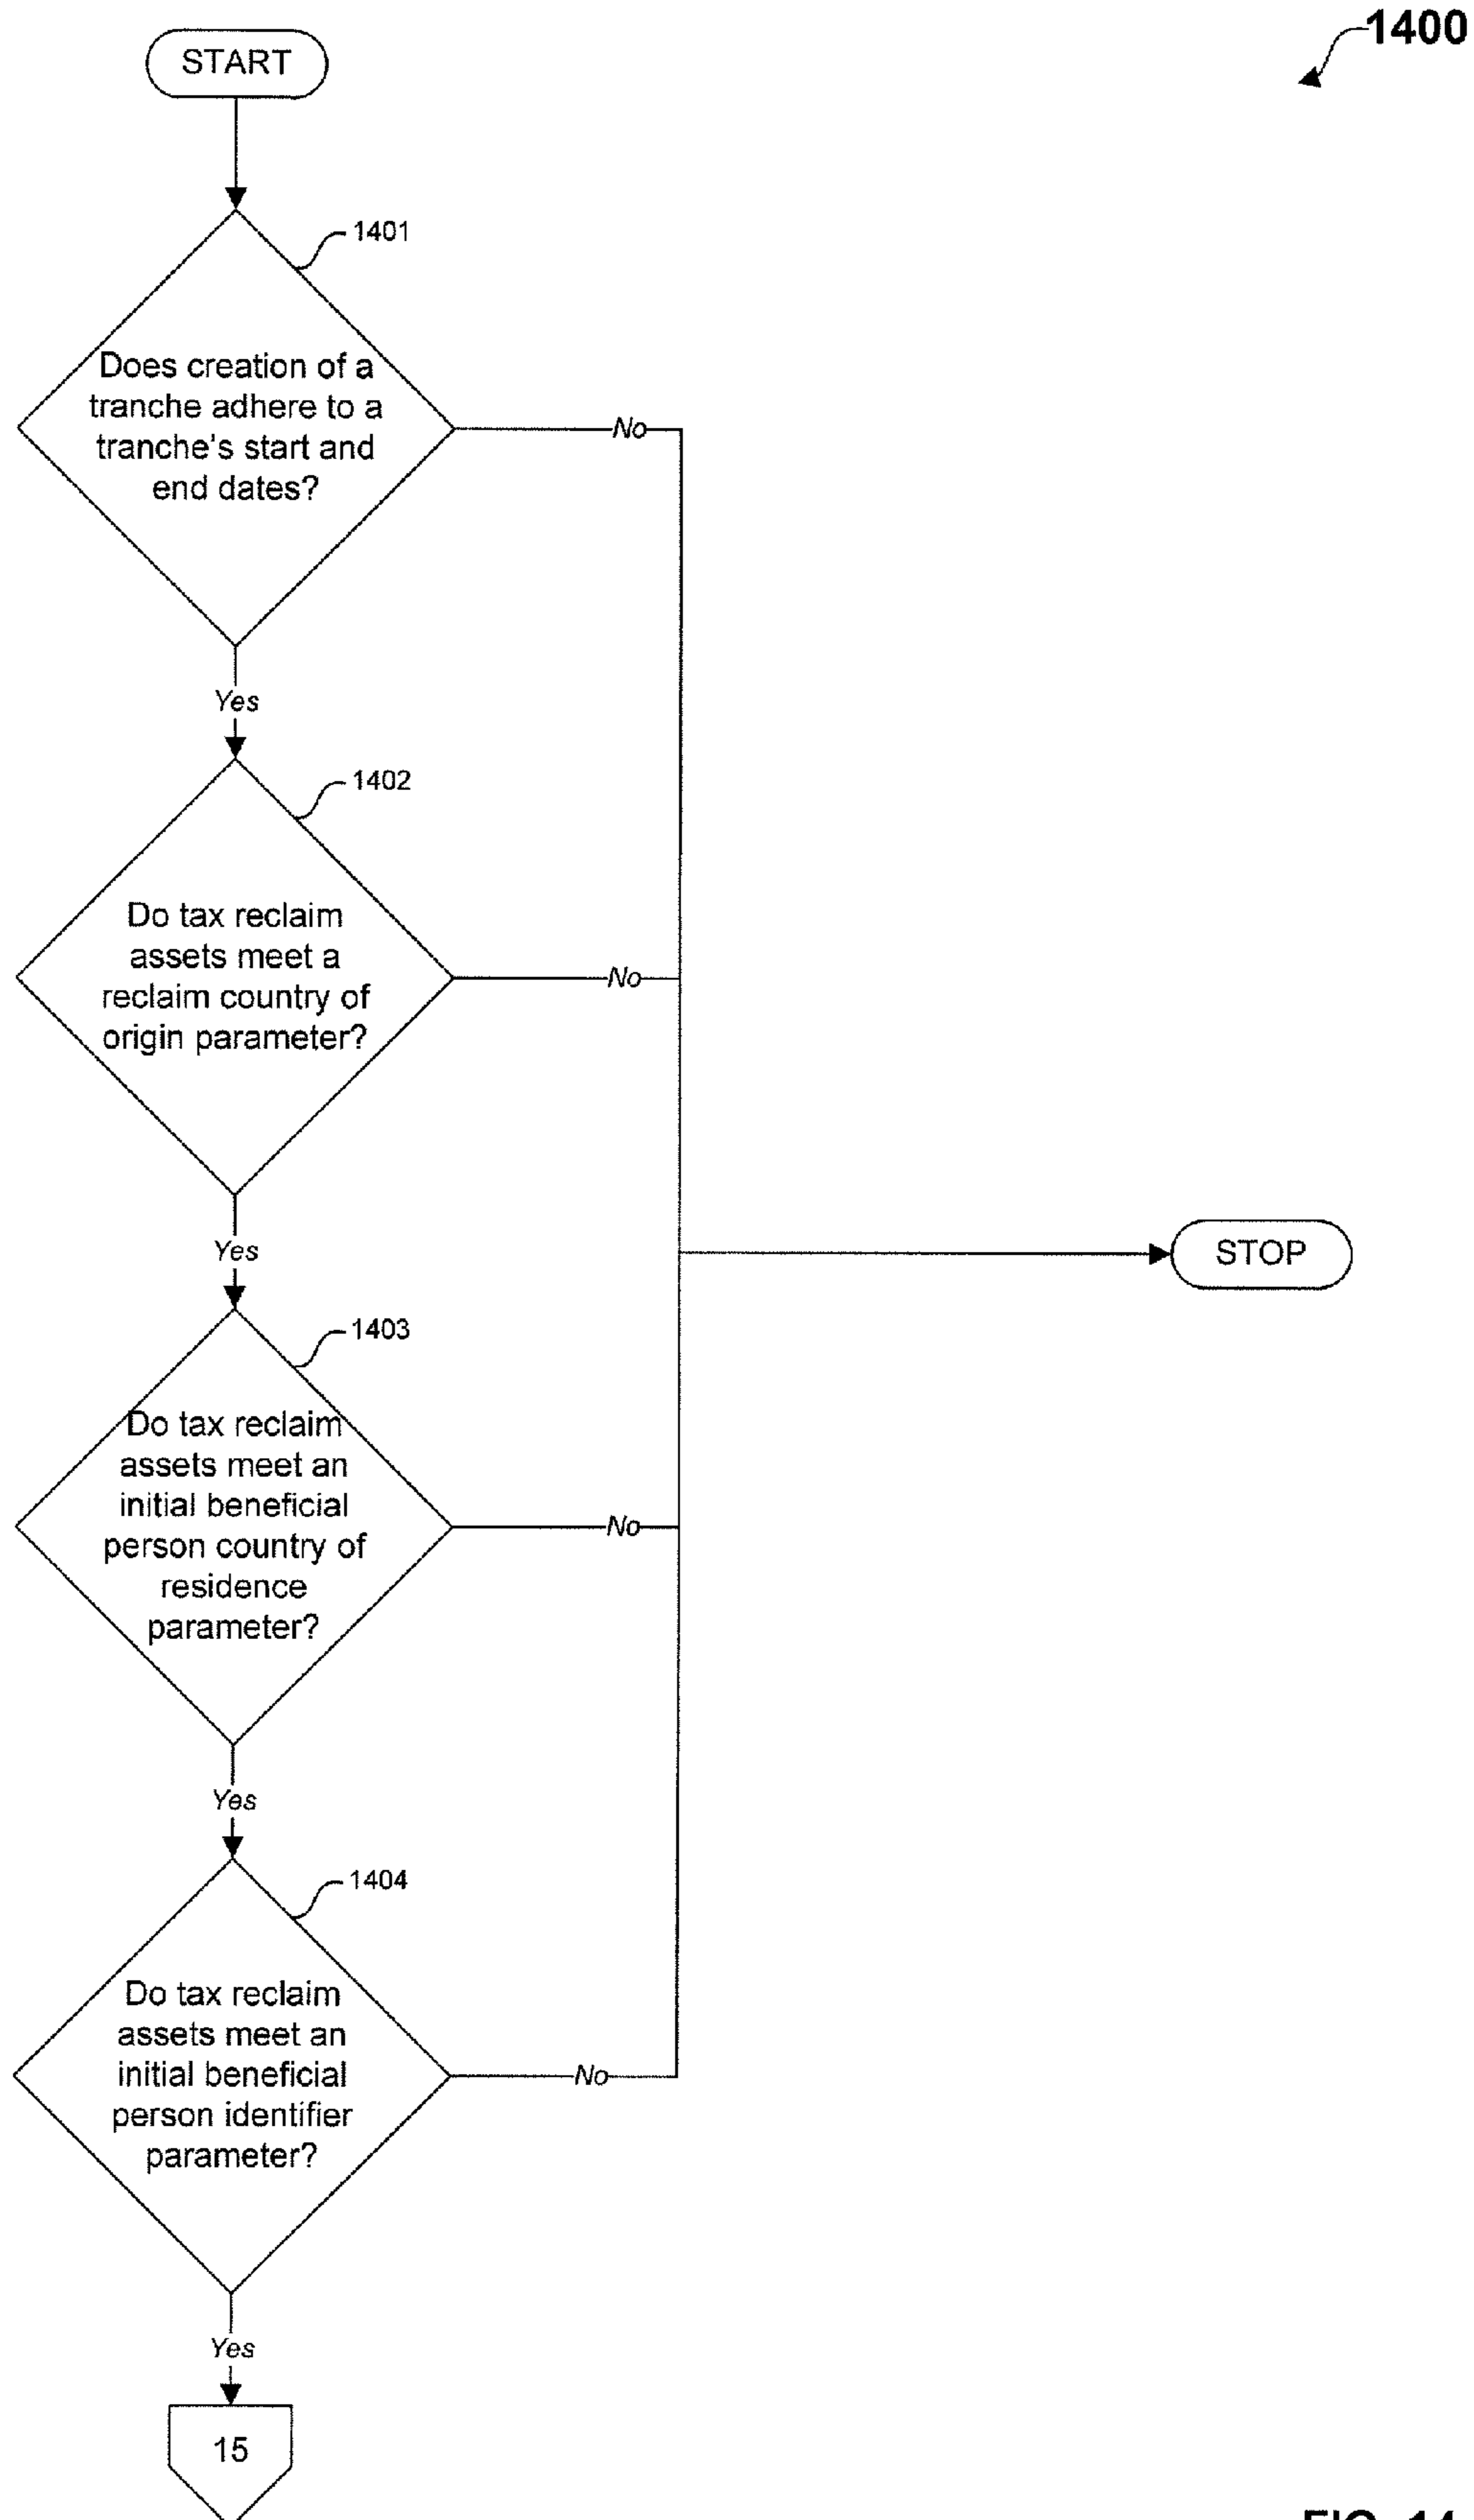 1400
START
1401
Does creation of a
tranche adhere to a
tranche's start and
end dates?
No
Yes
1402
Do tax reclaim
assets meet a
reclaim country of
origin parameter?
No
Yes
STOP
1403
Do tax reclaim
assets meet an
initial beneficial
person country of
residence
parameter?
No
Yes
1404
Do tax reclaim
assets meet an
initial beneficial
person identifier
parameter?
No
Yes
15